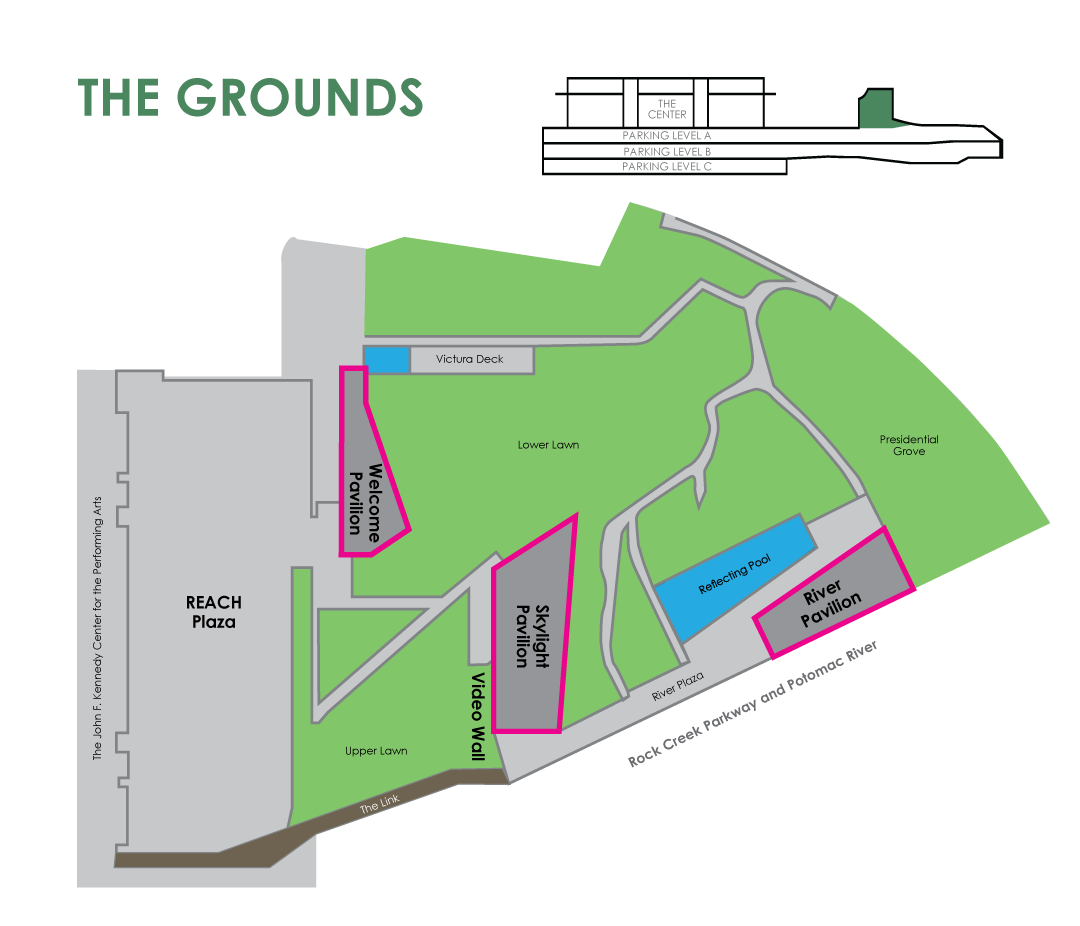 THE GROUNDS
THE
CENTER
PARKING LEVEL A
PARKING LEVEL B
PARKING LEVEL C
Victura Deck
Lower Lawn
Presidential
Grove
Welcome
Pavilion
The John F. Kennedy Center for the Performing Arts
REACH
Plaza
Reflecting Pool
River
Pavilion
Skylight
Pavilion
River Plaza
Rock Creek Parkway and Potomac River
Video Wall
Upper Lawn
The Link